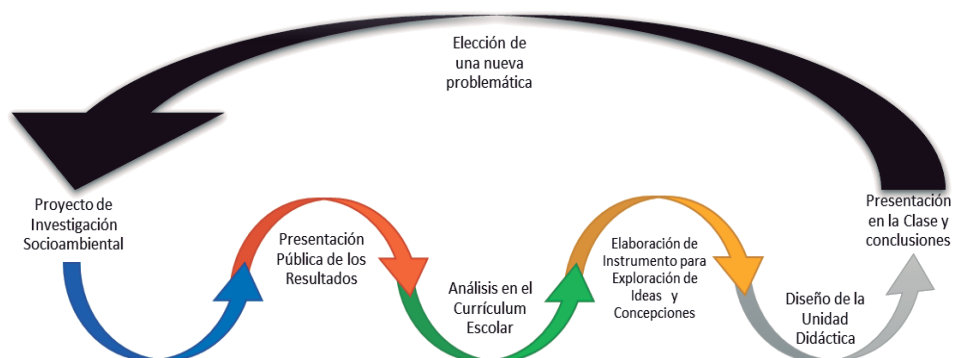 Elección de
una nueva
problemática
Proyecto de
Investigación
Socioambiental
Presentación
Pública de los
Resultados
Análisis en el
Currículum
Escolar
Elaboración de
Instrumento para
Exploración de
Ideas y
Concepciones
Diseño de la
Unidad
Didáctica
Presentación
en la Clase y
conclusiones